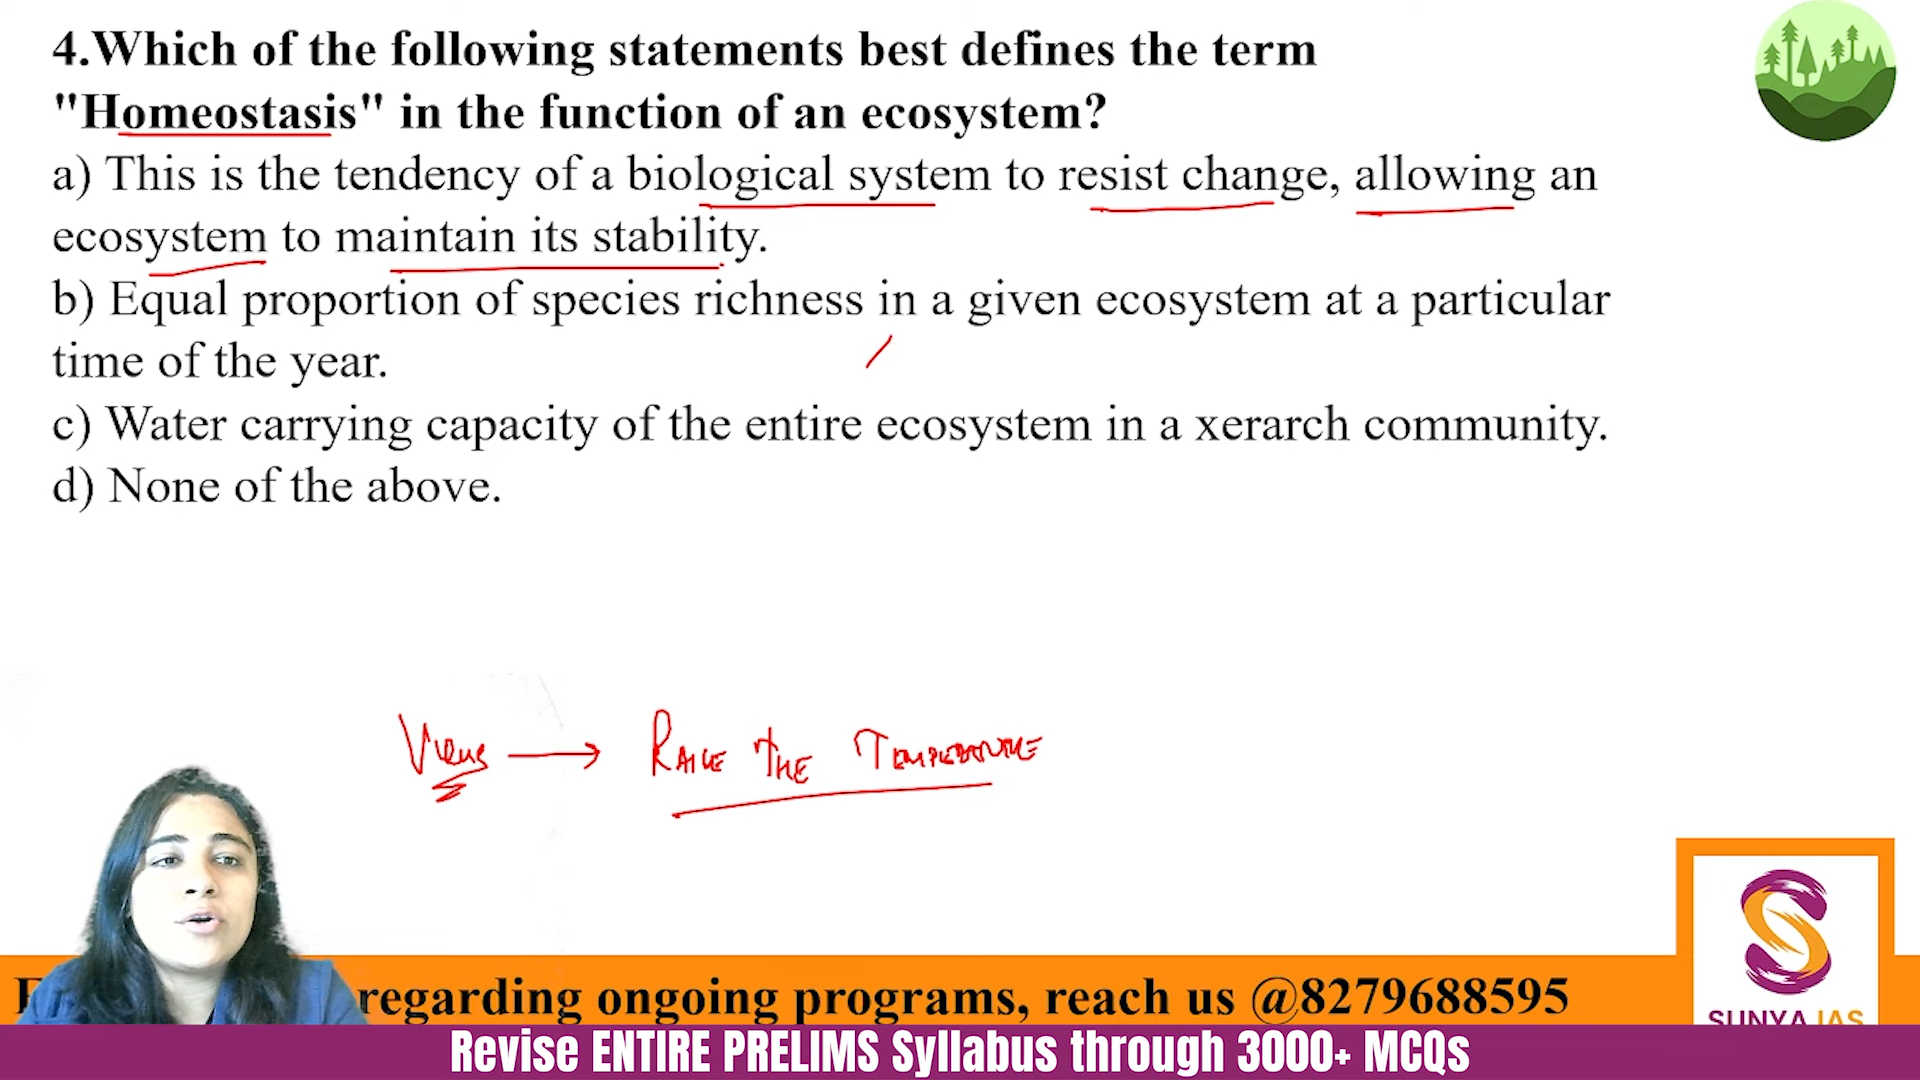 4.Which of the following statements best defines the term
"Homeostasis" in the function of an ecosystem?
a) This is the tendency of a biological system to resist change, allowing an
ecosystem to maintain its stability.
b) Equal proportion of species richness in a given ecosystem at a particular
time of the year.
c) Water carrying capacity of the entire ecosystem in a xerarch community.
d) None of the above.
Virus → RAISE THE TEMPERATURE
regarding ongoing programs, reach us @8279688595
SUNYA IAS
Revise ENTIRE PRELIMS Syllabus through 3000+ MCQs